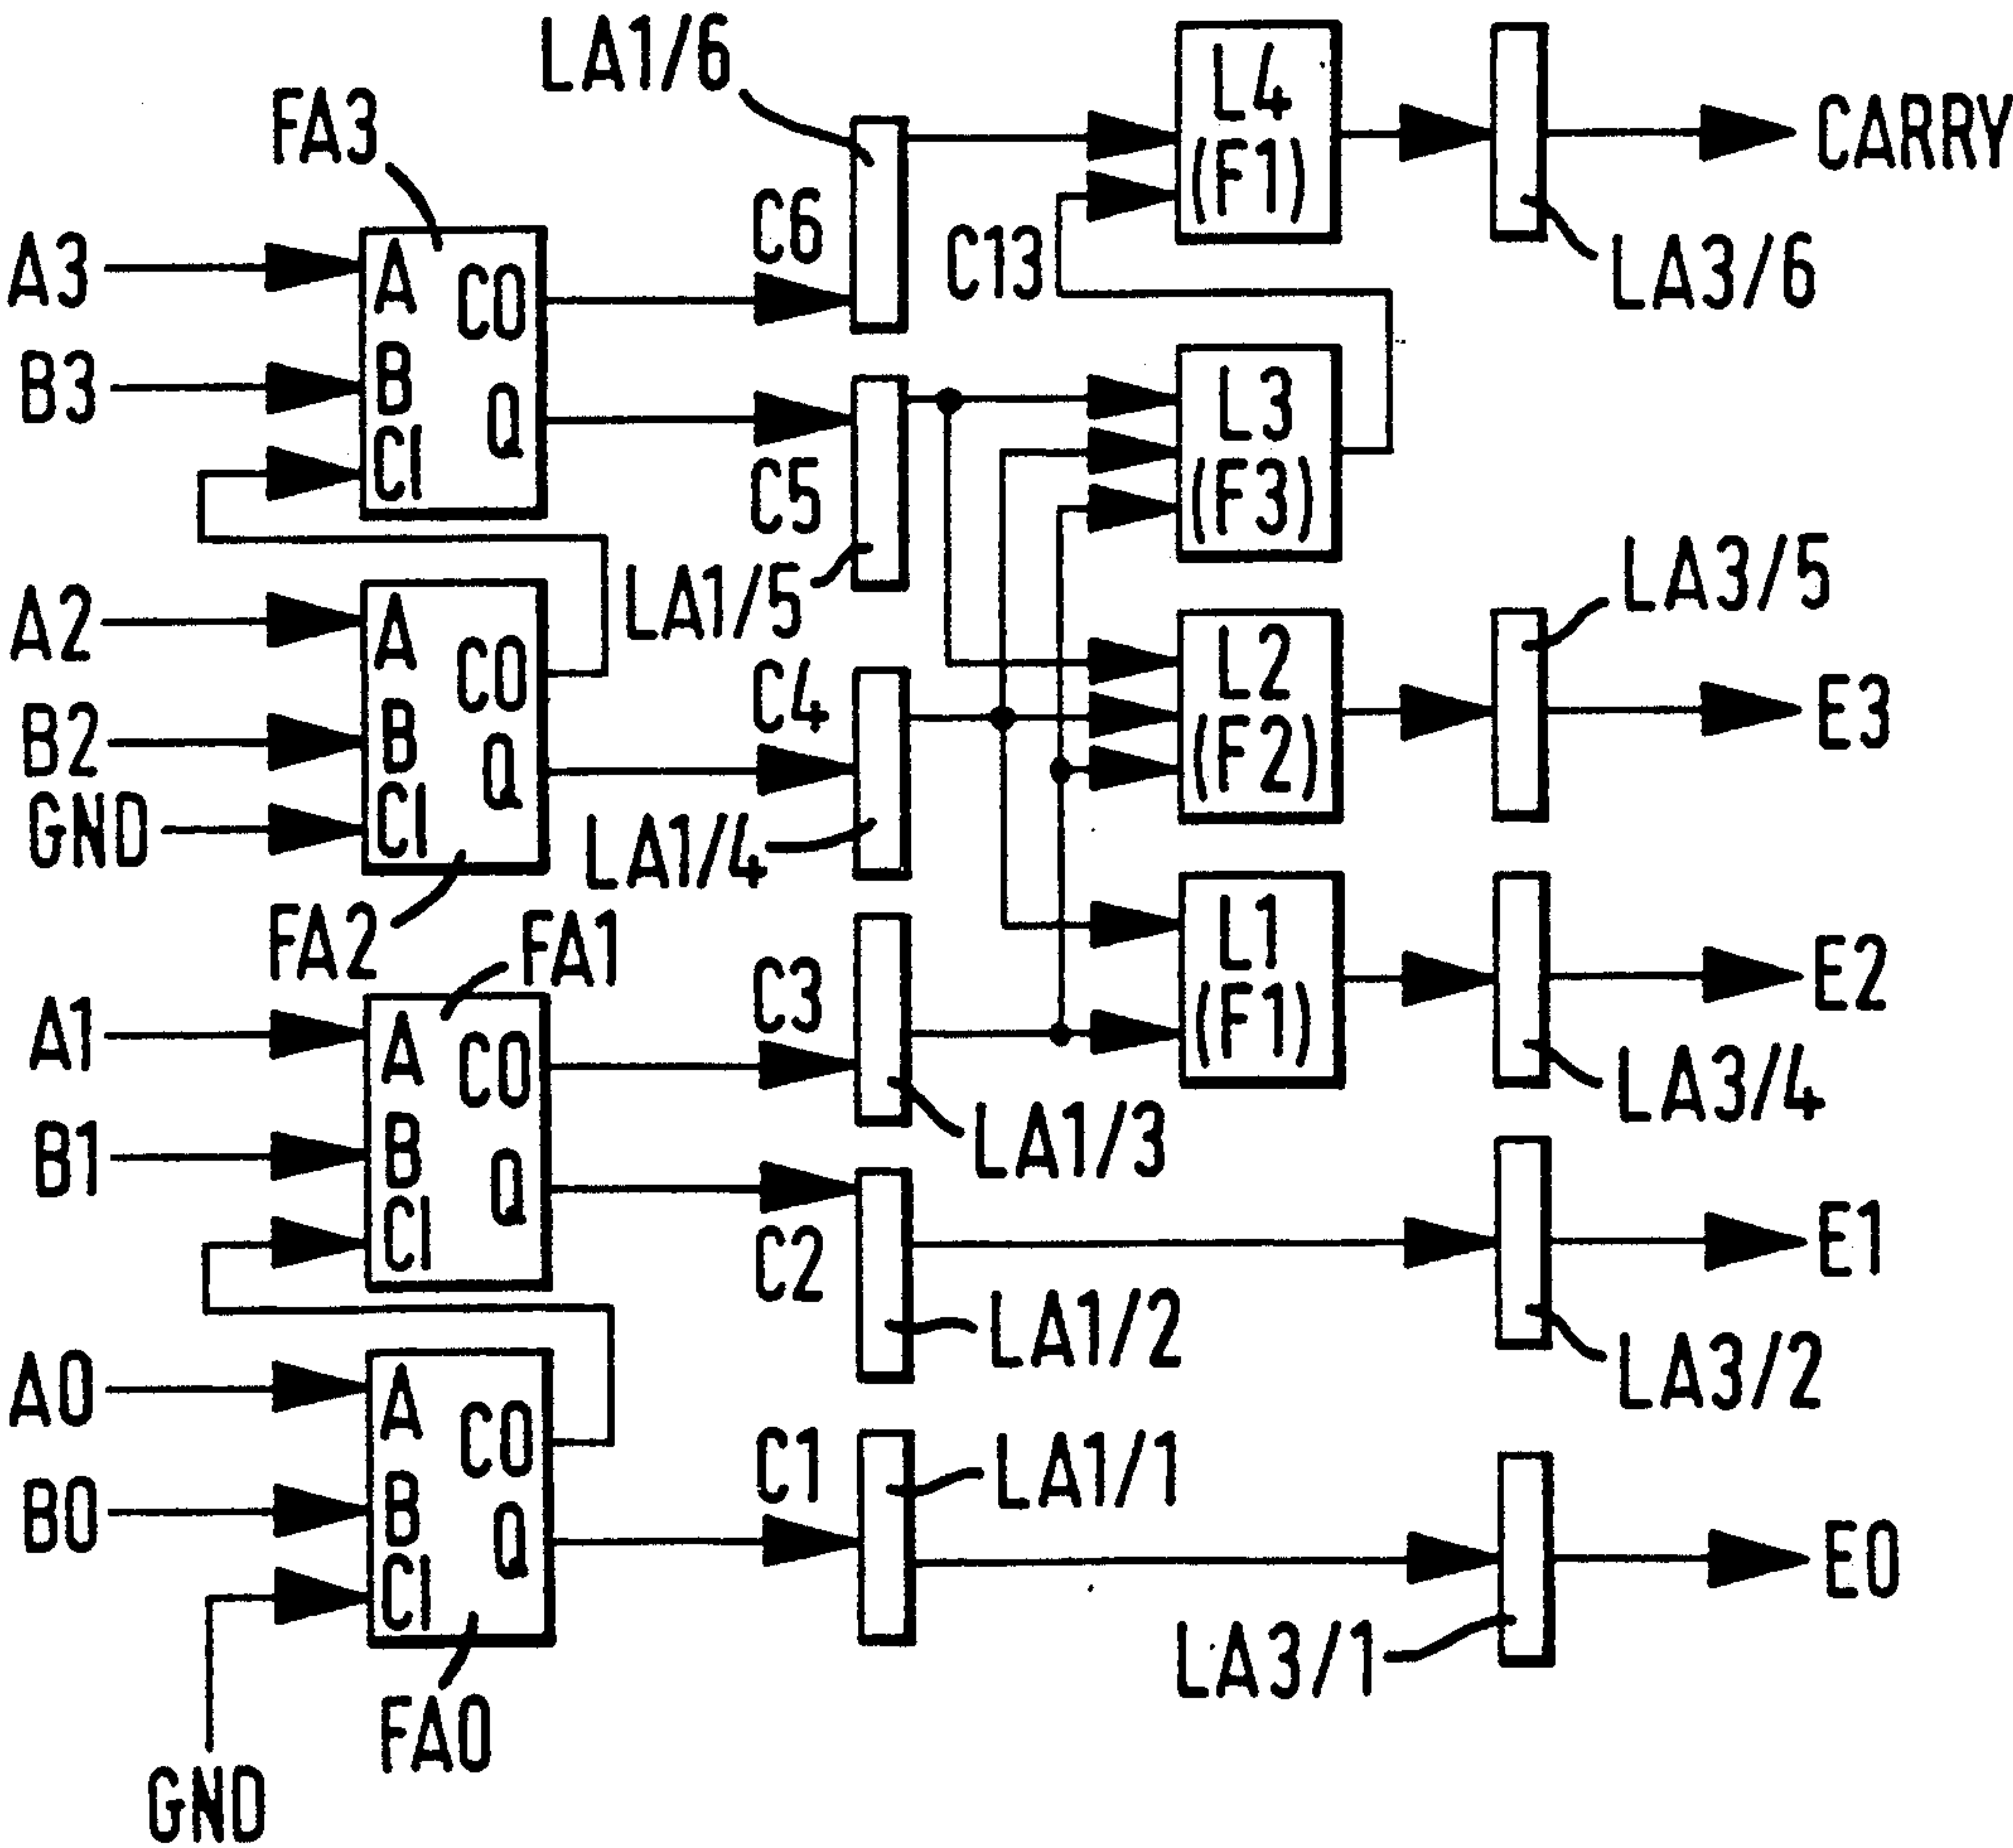 LA1/6
FA3
A3
B3
A
B
CI
CO
Q
C6
C5
LA1/5
C13
L4
(F1)
CARRY
LA3/6
L3
(F3)
A2
B2
GND
A
B
CI
CO
Q
FA2
C4
LA1/4
L2
(F2)
LA3/5
E3
FA1
A1
B1
A
B
CI
CO
Q
C3
LA1/3
C2
LA1/2
L1
(F1)
E2
LA3/4
E1
LA3/2
A0
B0
GND
A
B
CI
CO
Q
FA0
C1
LA1/1
LA3/1
E0